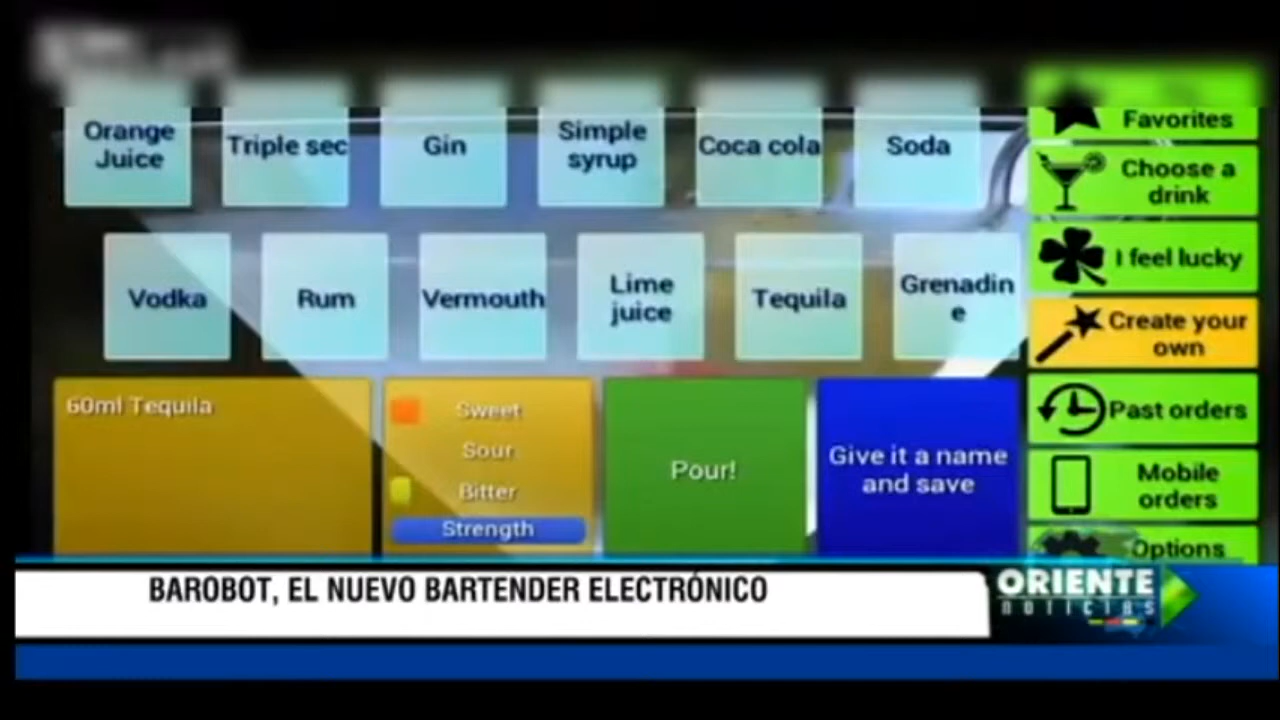 Orange
Juice
Triple sec
Gin
Simple
syrup
Coca cola
Soda
Favorites
Choose a
drink
Vodka
Rum
Vermouth
Lime
juice
Tequila
Grenadin
e
I feel lucky
Create your
own
60ml Tequila
Sweet
Sour
Bitter
Strength
Pour!
Give it a name
and save
Past orders
Mobile
orders
Options
BAROBOT, EL NUEVO BARTENDER ELECTRÓNICO
ORIENTE
NOTICIAS